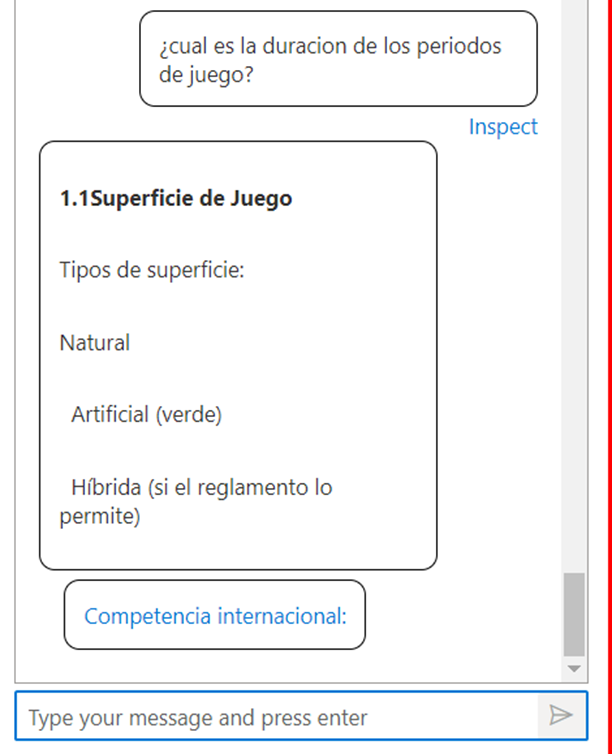 ¿cual es la duracion de los periodos
de juego?
Inspect
1.1Superficie de Juego
Tipos de superficie:
Natural
Artificial (verde)
Híbrida (si el reglamento lo
permite)
Competencia internacional:
Type your message and press enter